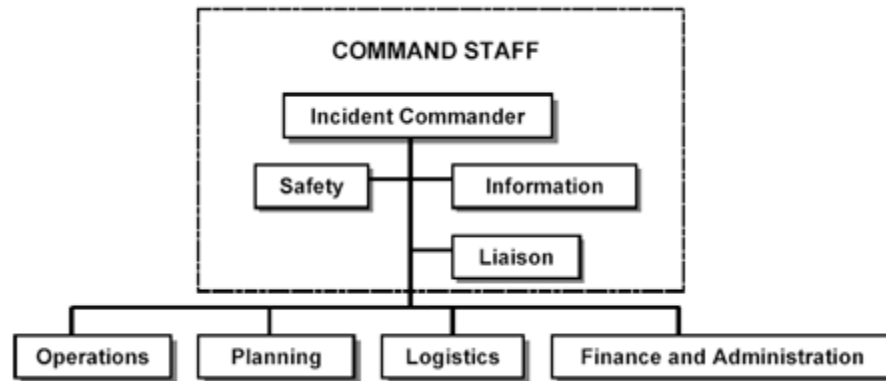 COMMAND STAFF
Incident Commander
Safety
Information
Liaison
Operations
Planning
Logistics
Finance and Administration